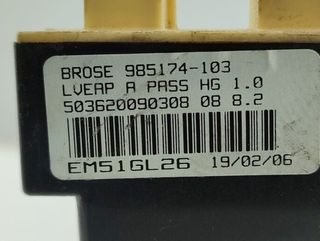 BROSE 985174-103
LVEAP A PASS HG 1.0
503620090308 08 8.2
EM51GL26 19/02/06